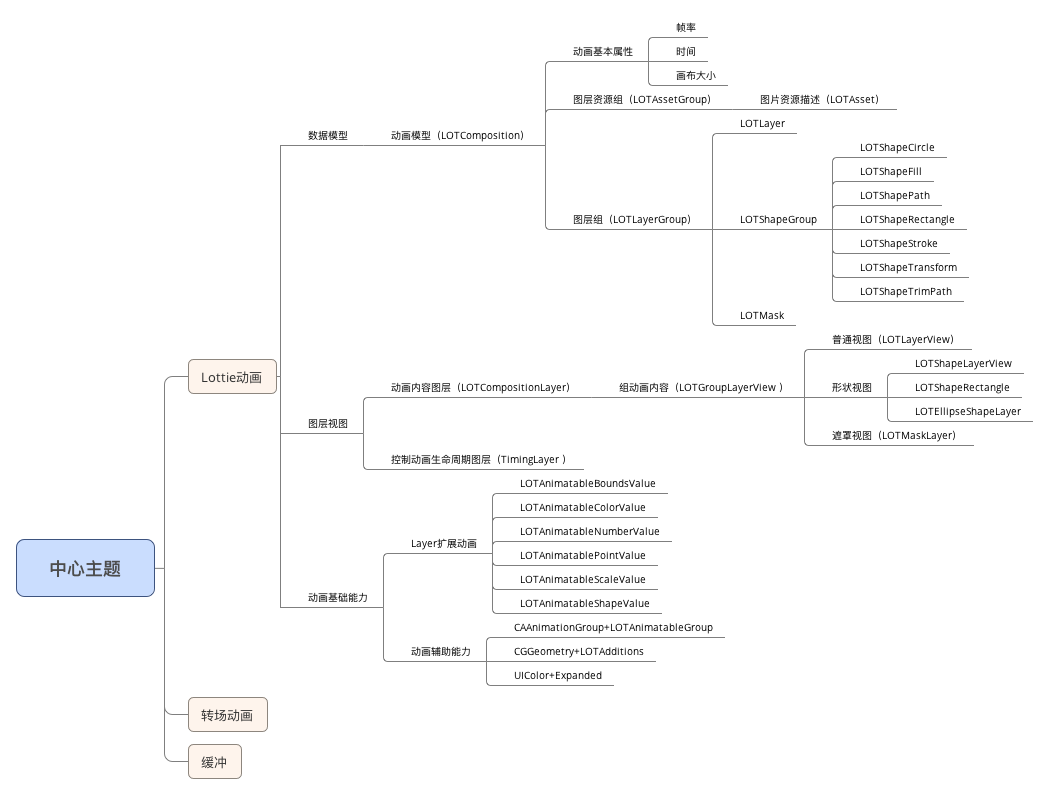 中心主题
Lottie动画
数据模型
动画模型（LOTComposition）
动画基本属性
帧率
时间
画布大小
图层资源组（LOTAssetGroup）
图片资源描述（LOTAsset）
图层组（LOTLayerGroup）
LOTLayer
LOTShapeGroup
LOTShapeCircle
LOTShapeFill
LOTShapePath
LOTShapeRectangle
LOTShapeStroke
LOTShapeTransform
LOTShapeTrimPath
LOTMask
图层视图
动画内容图层（LOTCompositionLayer）
组动画内容（LOTGroupLayerView ）
普通视图（LOTLayerView）
形状视图
LOTShapeLayerView
LOTShapeRectangle
LOTEllipseShapeLayer
遮罩视图（LOTMaskLayer）
控制动画生命周期图层（TimingLayer ）
动画基础能力
Layer扩展动画
LOTAnimatableBoundsValue
LOTAnimatableColorValue
LOTAnimatableNumberValue
LOTAnimatablePointValue
LOTAnimatableScaleValue
LOTAnimatableShapeValue
动画辅助能力
CAAnimationGroup+LOTAnimatableGroup
CGGeometry+LOTAdditions
UIColor+Expanded
转场动画
缓冲